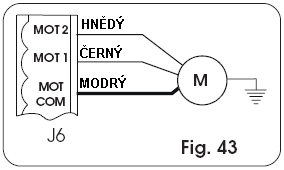 MOT 2 HNĚDÝ
MOT 1 ČERNÝ
MOT COM MODRÝ
M
J6
Fig. 43